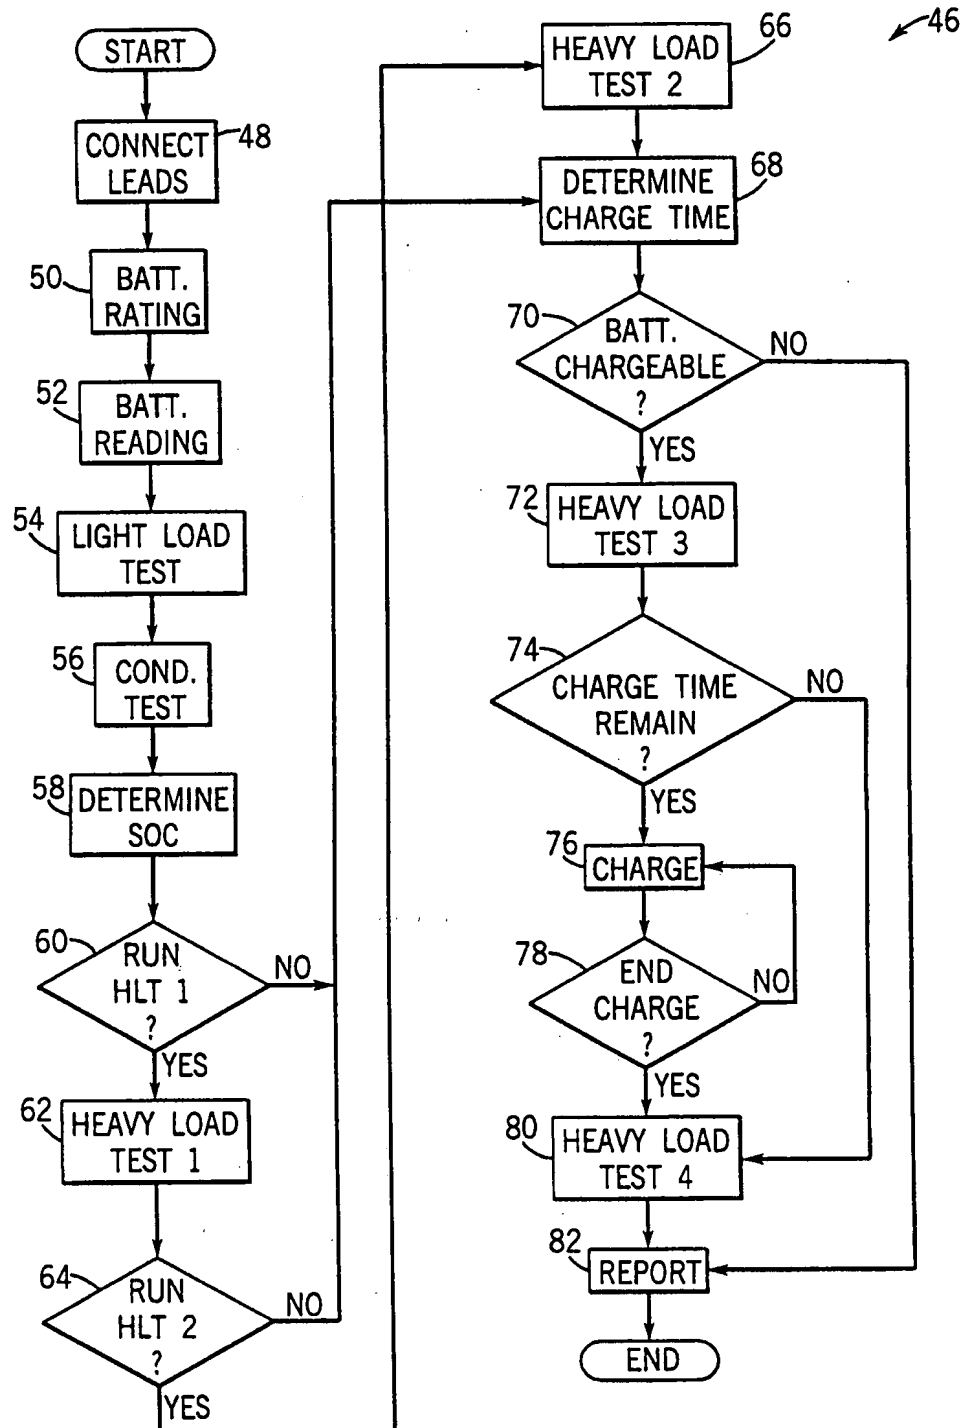 START
CONNECT
LEADS
48
50
BATT.
RATING
52
BATT.
READING
54
LIGHT LOAD
TEST
56
COND.
TEST
58
DETERMINE
SOC
60
RUN
HLT 1
?
NO
YES
62
HEAVY LOAD
TEST 1
64
RUN
HLT 2
?
NO
YES
46
66
HEAVY LOAD
TEST 2
68
DETERMINE
CHARGE TIME
70
BATT.
CHARGEABLE
?
NO
YES
72
HEAVY LOAD
TEST 3
74
CHARGE TIME
REMAIN
?
NO
YES
76
CHARGE
78
END
CHARGE
?
NO
YES
80
HEAVY LOAD
TEST 4
82
REPORT
END